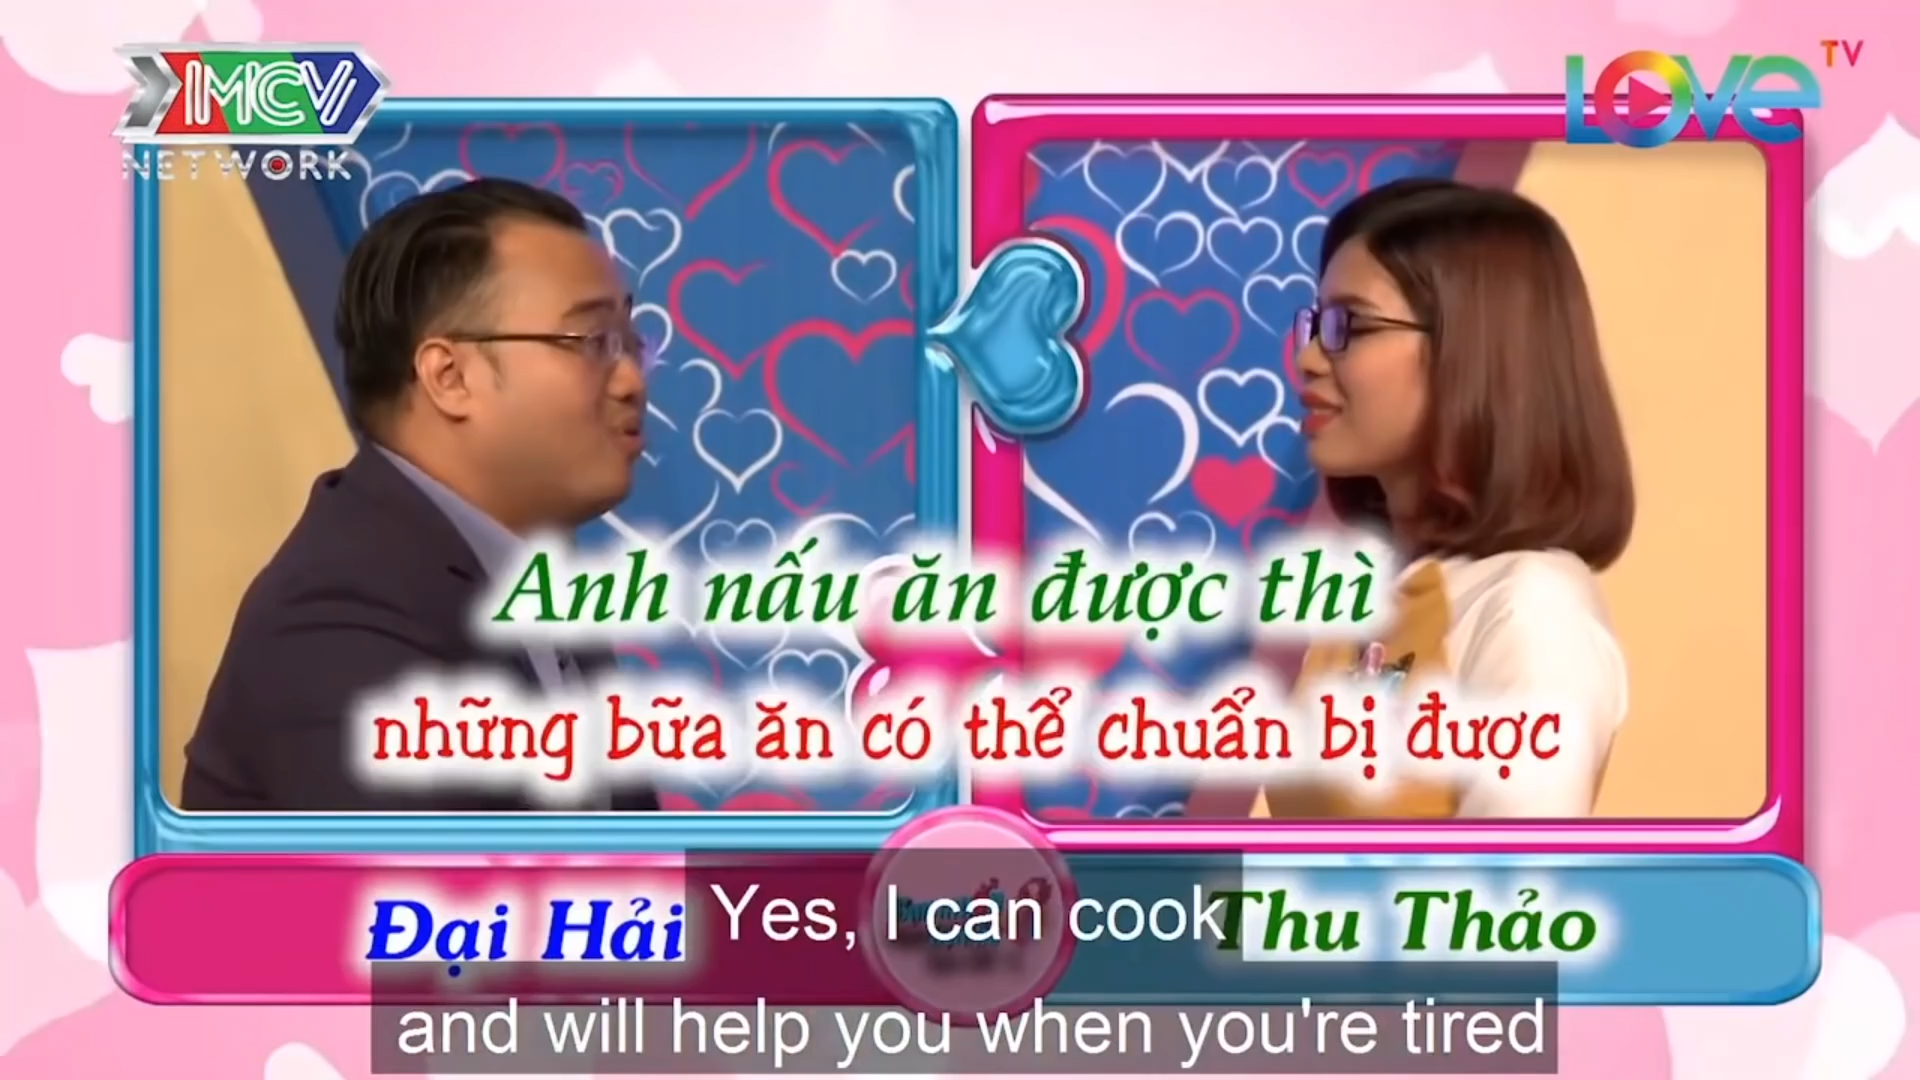 MCV
NETWORK
LOVE TV
Anh nấu ăn được thì
những bữa ăn có thể chuẩn bị được
Đại Hải
Thu Thảo
Yes, I can cook
and will help you when you're tired